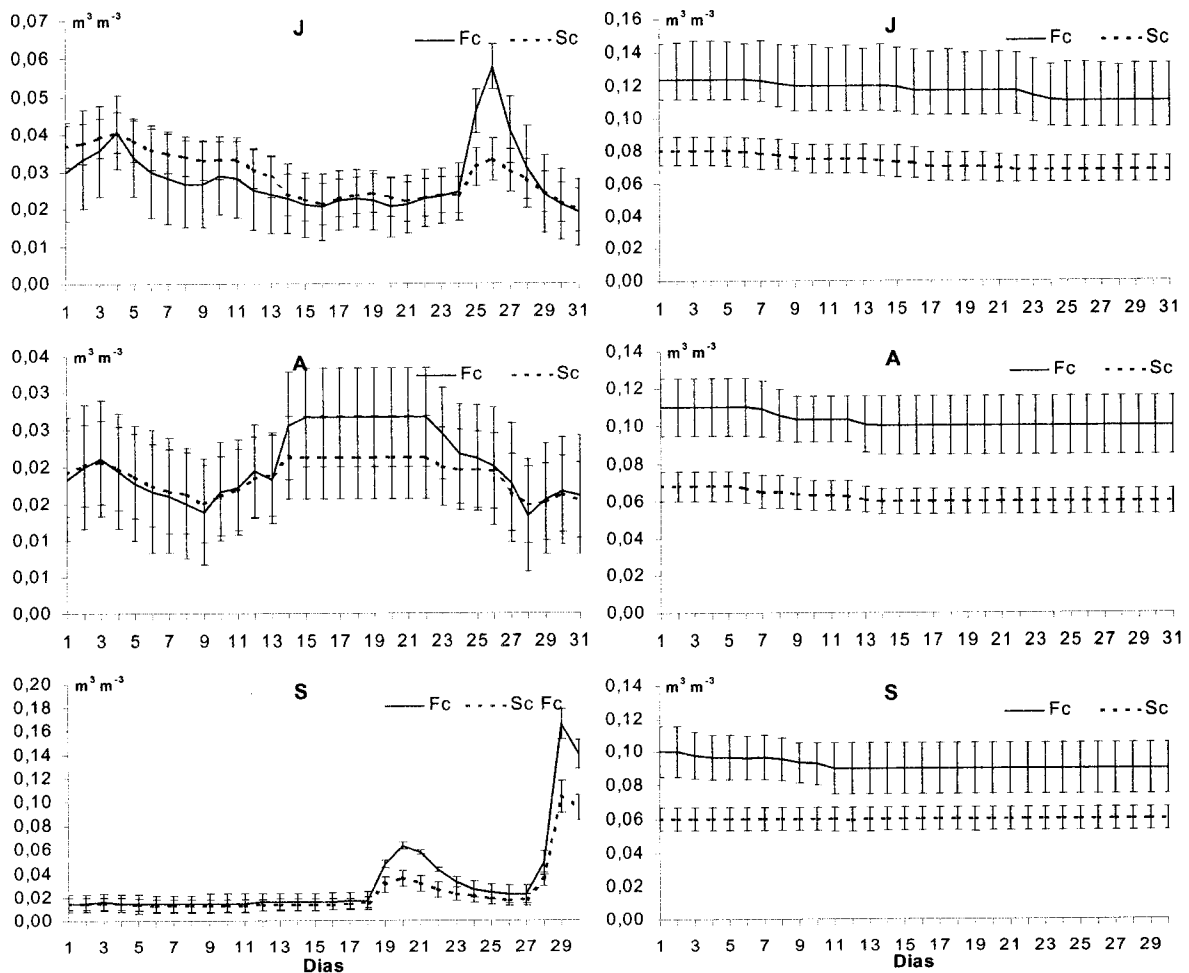 0,07 m³ m⁻³ J
Fc Sc
0,06
0,05
0,04
0,03
0,02
0,01
0,00
1 3 5 7 9 11 13 15 17 19 21 23 25 27 29 31
0,16 m³ m⁻³ J
Fc Sc
0,14
0,12
0,10
0,08
0,06
0,04
0,02
0,00
1 3 5 7 9 11 13 15 17 19 21 23 25 27 29 31
0,04 m³ m⁻³ A
Fc Sc
0,03
0,03
0,02
0,02
0,01
0,01
0,00
1 3 5 7 9 11 13 15 17 19 21 23 25 27 29 31
0,14 m³ m⁻³ A
Fc Sc
0,12
0,10
0,08
0,06
0,04
0,02
0,00
1 3 5 7 9 11 13 15 17 19 21 23 25 27 29 31
0,20 m³ m⁻³ S
Fc Sc Fc
0,18
0,16
0,14
0,12
0,10
0,08
0,06
0,04
0,02
0,00
1 3 5 7 9 11 13 15 17 19 21 23 25 27 29
Dias
0,14 m³ m⁻³ S
Fc Sc
0,12
0,10
0,08
0,06
0,04
0,02
0,00
1 3 5 7 9 11 13 15 17 19 21 23 25 27 29
Dias